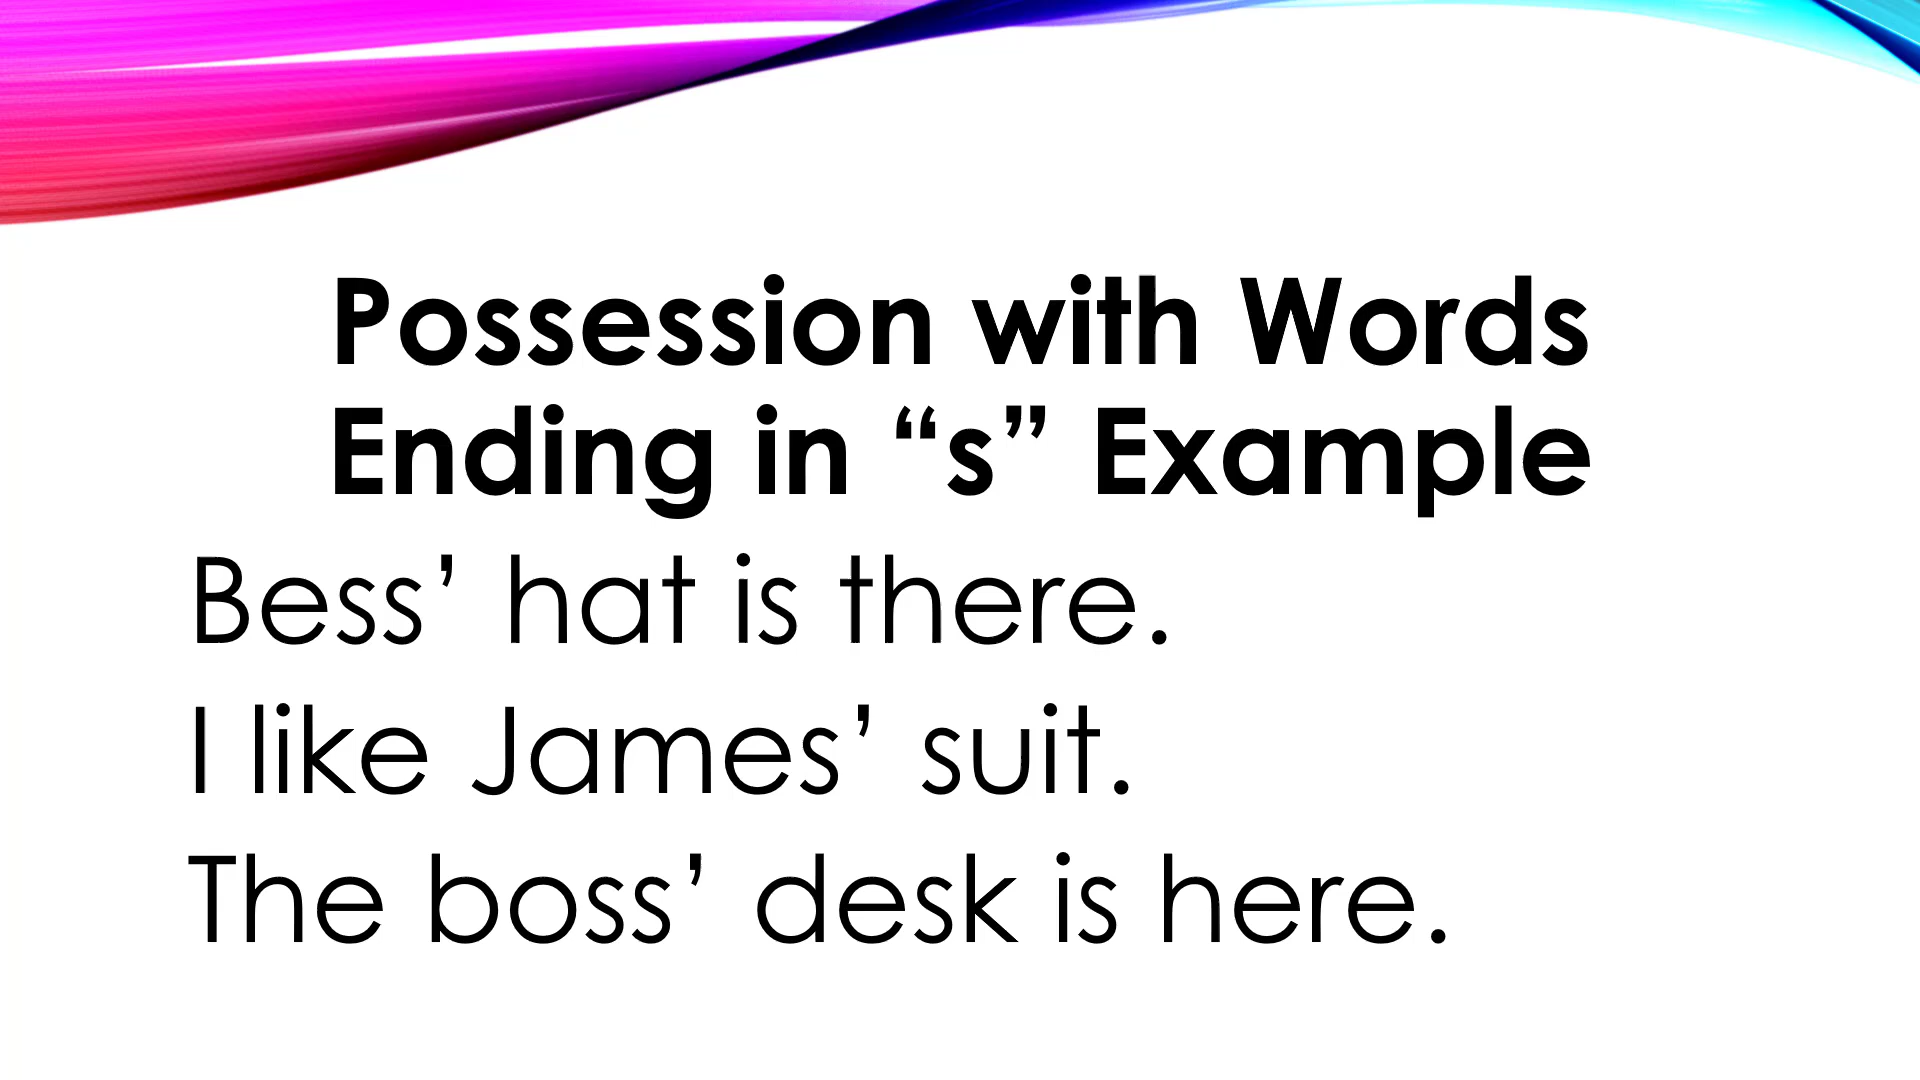 Possession with Words
Ending in “s” Example
Bess’ hat is there.
I like James’ suit.
The boss’ desk is here.